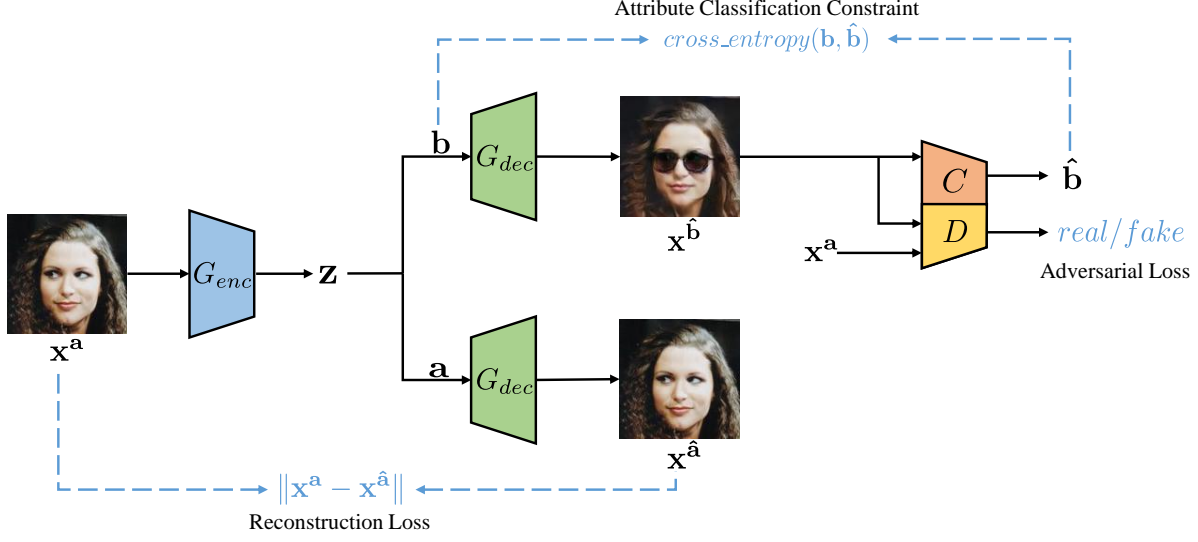 Attribute Classification Constraint
cross_entropy(𝐛, 𝐛̂)
𝐛
G_dec
𝐱^𝐛̂
C
𝐛̂
D
real/fake
𝐱^𝐚
Adversarial Loss
𝐱^𝐚
G_enc
𝐳
𝐚
G_dec
𝐱^𝐚̂
‖𝐱^𝐚 − 𝐱^𝐚̂‖
Reconstruction Loss